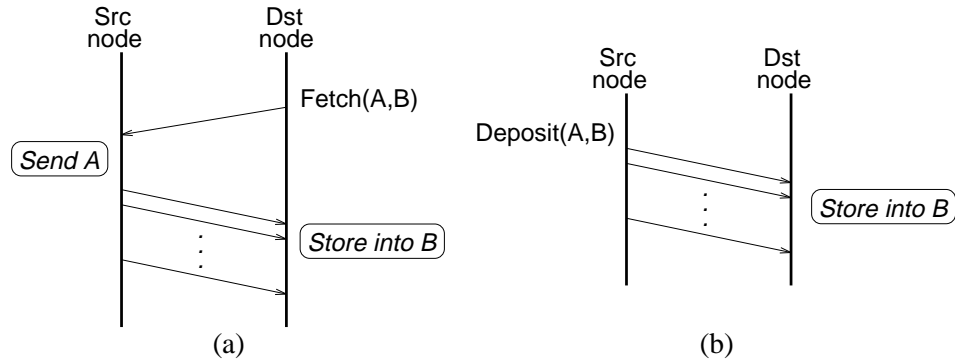 Src
node
Dst
node
Fetch(A,B)
Send A
Store into B
.
.
.
(a)
Src
node
Dst
node
Deposit(A,B)
Store into B
.
.
.
(b)